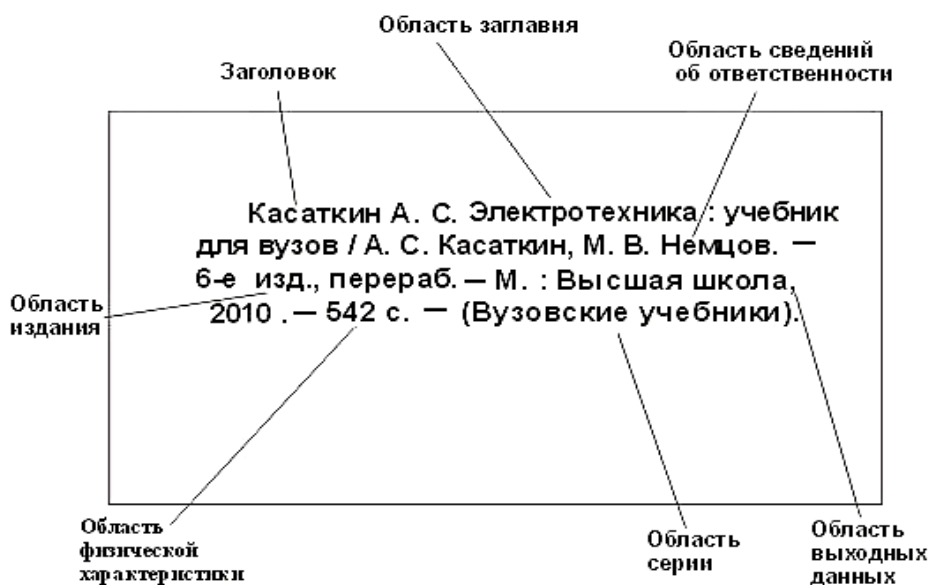 Область заглавия
Заголовок
Область сведений
об ответственности
Касаткин А. С. Электротехника : учебник
для вузов / А. С. Касаткин, М. В. Немцов. —
6-е изд., перераб. — М. : Высшая школа,
2010 .— 542 с. — (Вузовские учебники).
Область
издания
Область
физической
характеристики
Область
серии
Область
выходных
данных